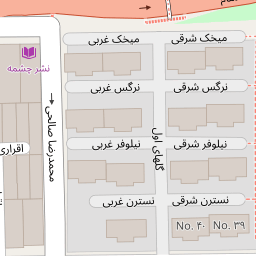 میخک غربی
میخک شرقی
نشر چشمه
نرگس غربی
نرگس شرقی
محمدرضا صالحی
گلهای اول
اقراری
نیلوفر غربی
نیلوفر شرقی
نسترن غربی
نسترن شرقی
No. ۴۰
No. ۳۹